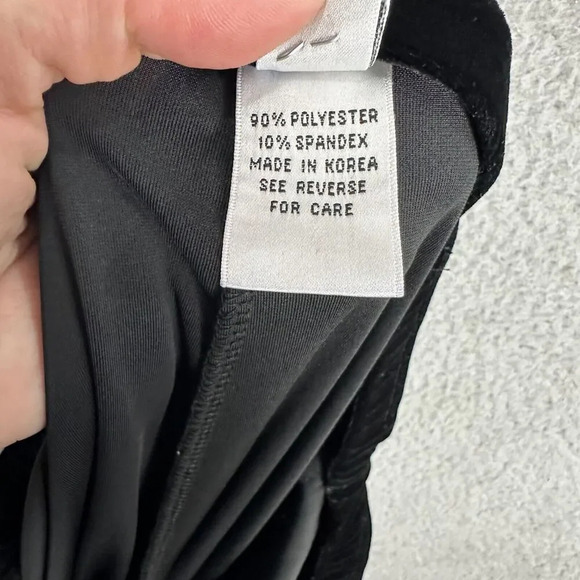 90% POLYESTER
10% SPANDEX
MADE IN KOREA
SEE REVERSE
FOR CARE